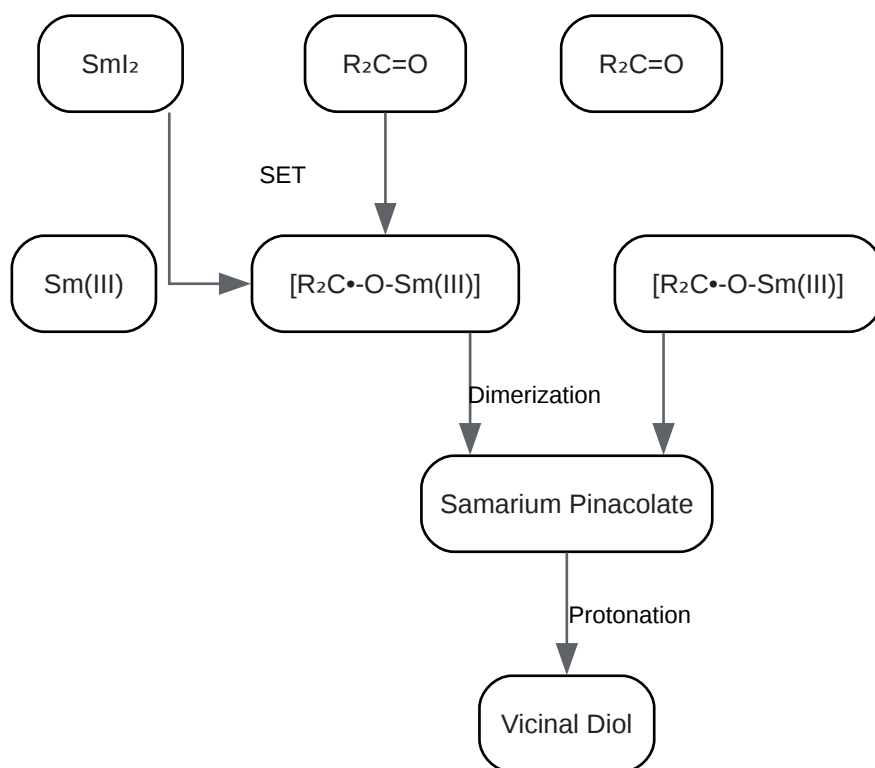 SmI₂
R₂C=O
R₂C=O
SET
Sm(III)
[R₂C•-O-Sm(III)]
[R₂C•-O-Sm(III)]
Dimerization
Samarium Pinacolate
Protonation
Vicinal Diol